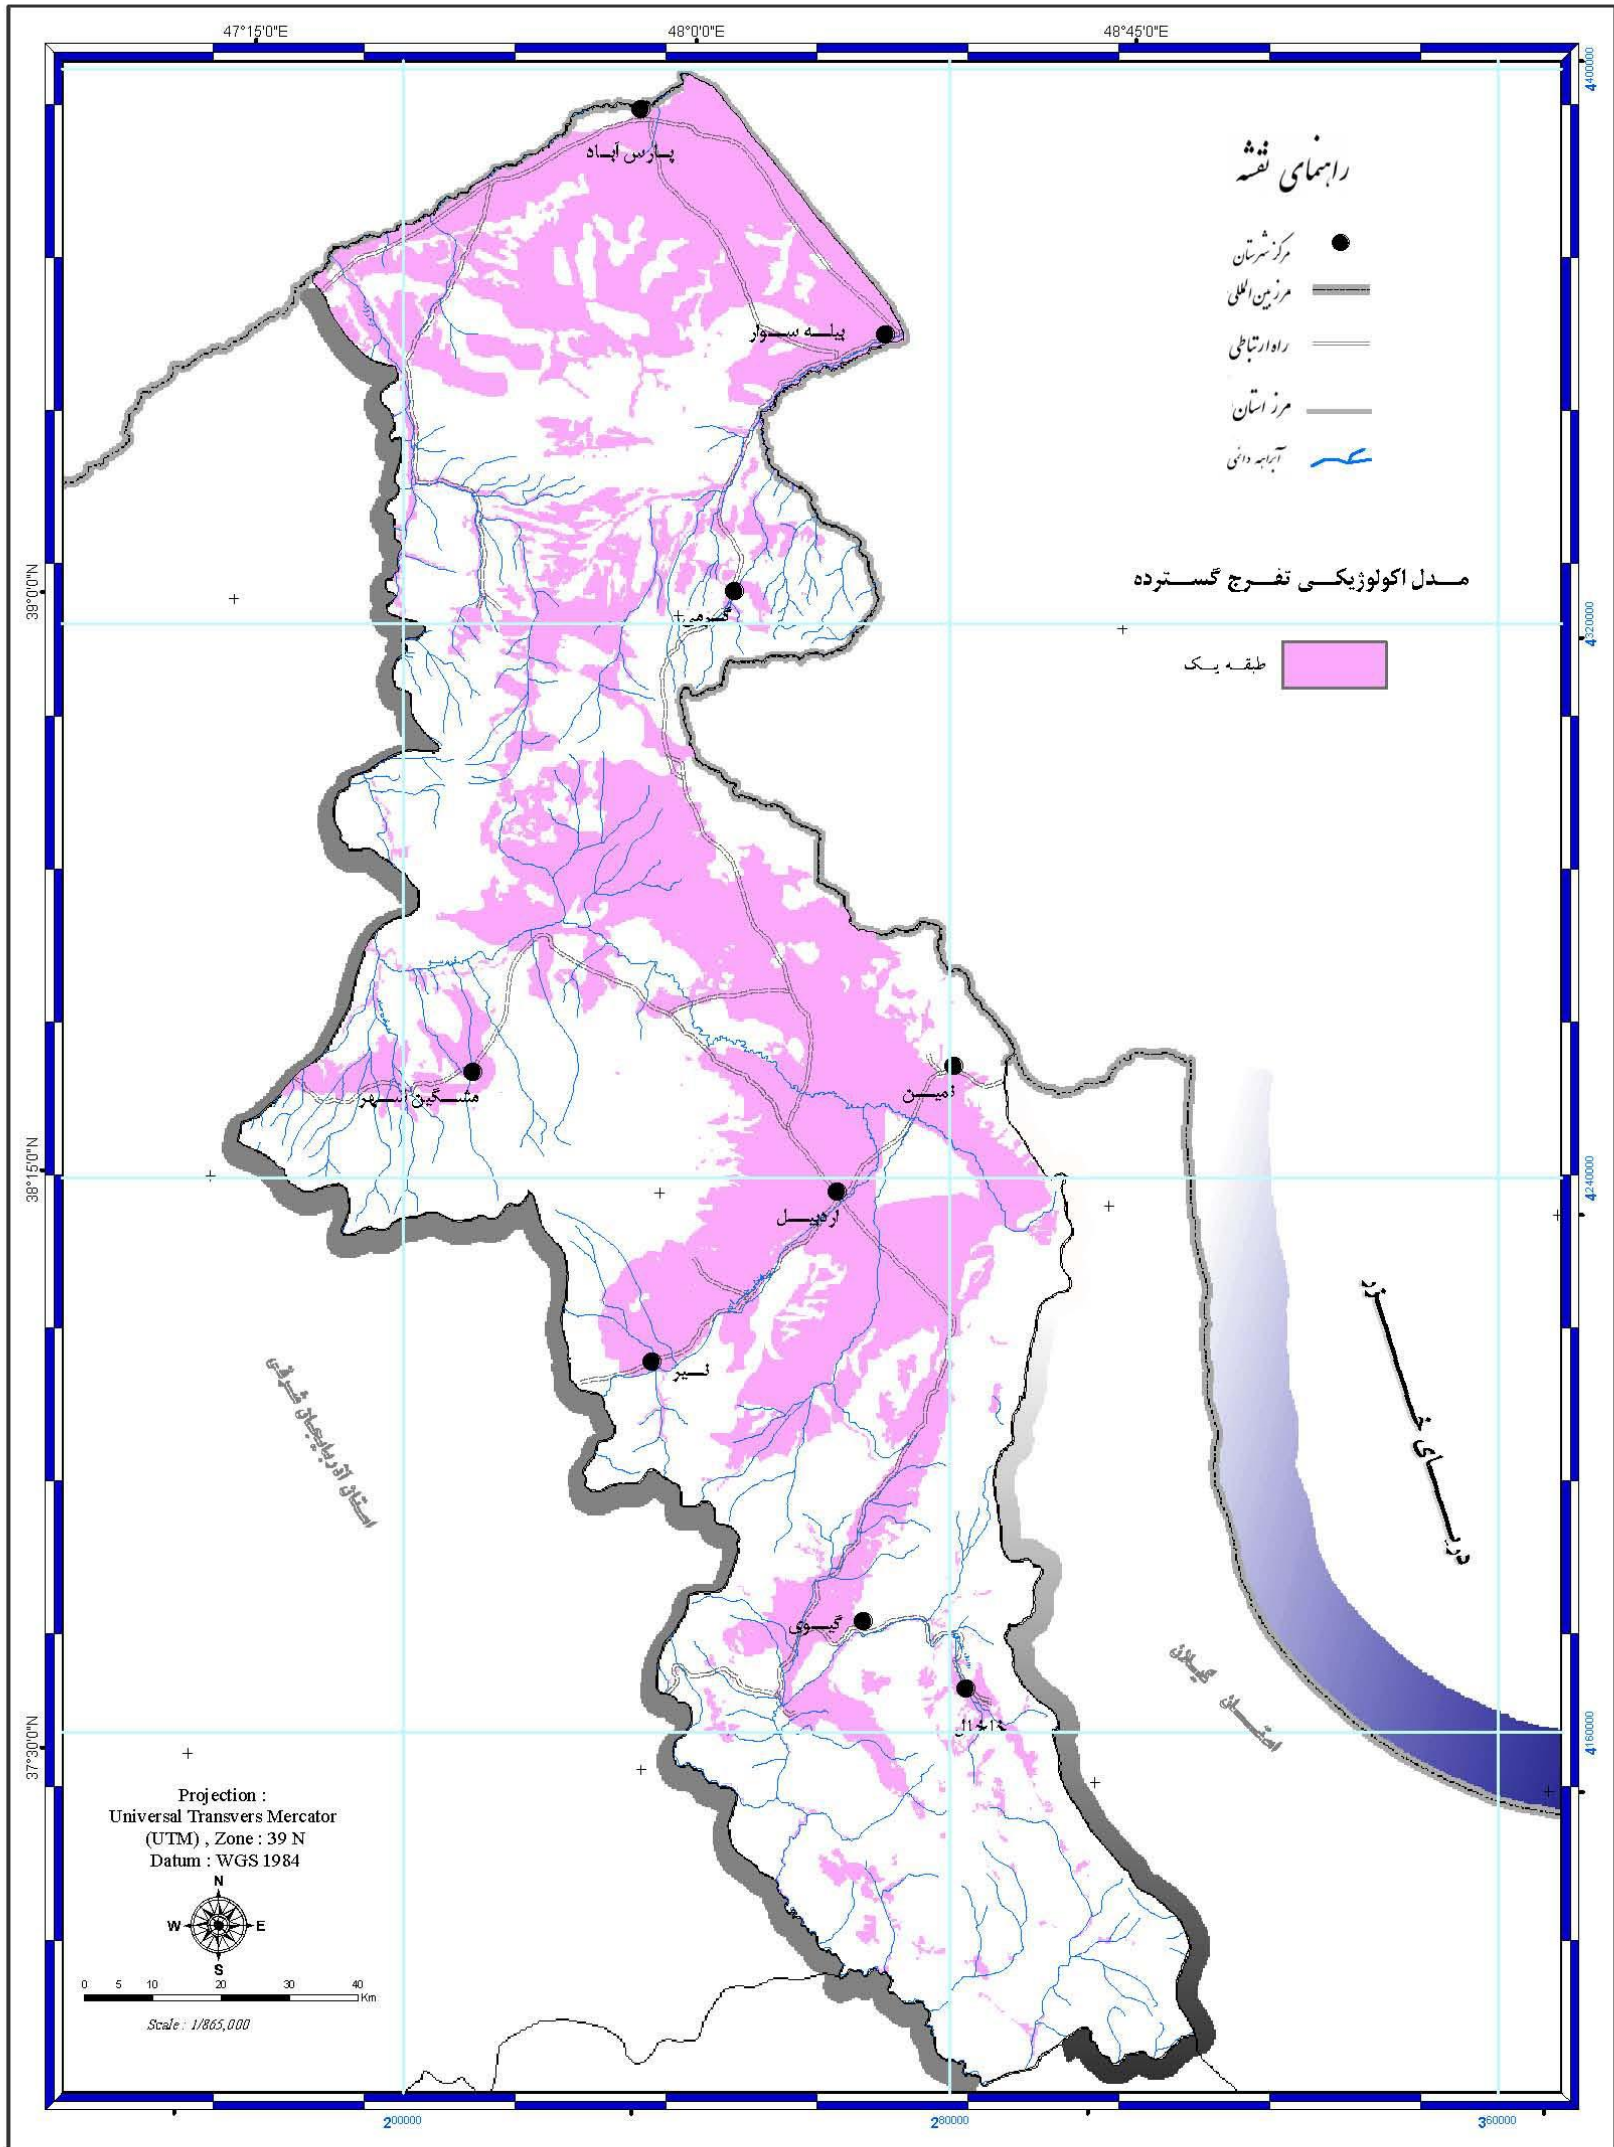 47°15'0"E
48°0'0"E
48°45'0"E
4400000
راهنمای نقشه
مرکز شهرستان
مرز بین المللی
راه ارتباطی
مرز استان
آبراهه دائمی
مدل اکولوژیکی تفرج گسترده
طبقه یک
پارس آباد
بیله سوار
گرمی
مشگین شهر
نمین
اردبیل
نیر
گیوی
خلخال
39°0'0"N
4320000
38°15'0"N
4240000
37°30'0"N
4160000
استان آذربایجان شرقی
استان گیلان
دریای خزر
Projection :
Universal Transvers Mercator
(UTM) , Zone : 39 N
Datum : WGS 1984
N
W E
S
0 5 10 20 30 40
Km
Scale : 1/865,000
200000
280000
360000